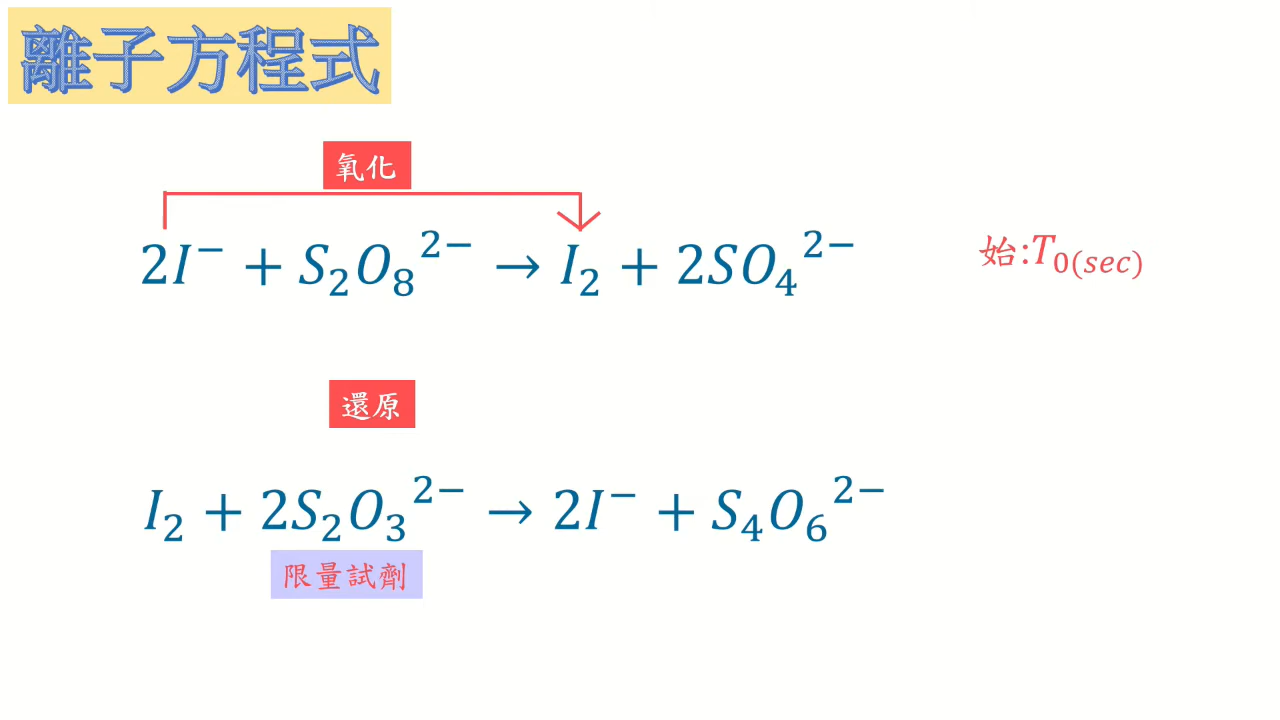 離子方程式
氧化
2I⁻ + S₂O₈²⁻ → I₂ + 2SO₄²⁻
始:T₀₍sec₎
還原
I₂ + 2S₂O₃²⁻ → 2I⁻ + S₄O₆²⁻
限量試劑